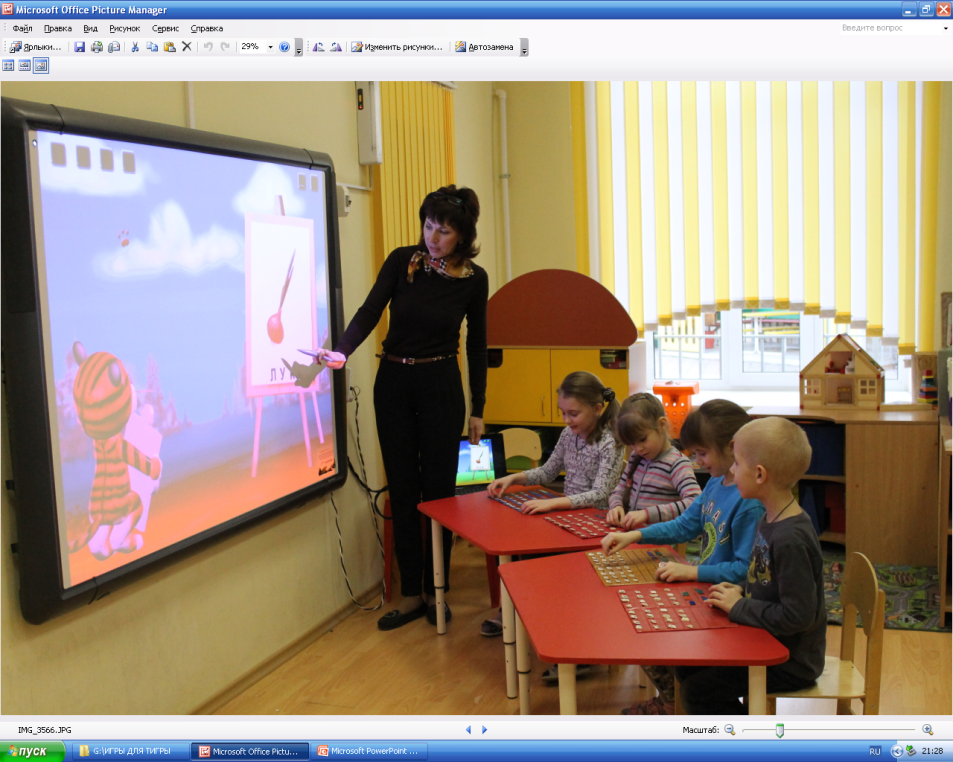 Microsoft Office Picture Manager
Файл Правка Вид Рисунок Сервис Справка
Введите вопрос
Ярлыки... 29% Изменить рисунки... Автозамена
IMG_3566.JPG
Масштаб:
пуск G:\ИГРЫ ДЛЯ ТИГРЫ Microsoft Office Pictu... Microsoft PowerPoint ... RU 21:28